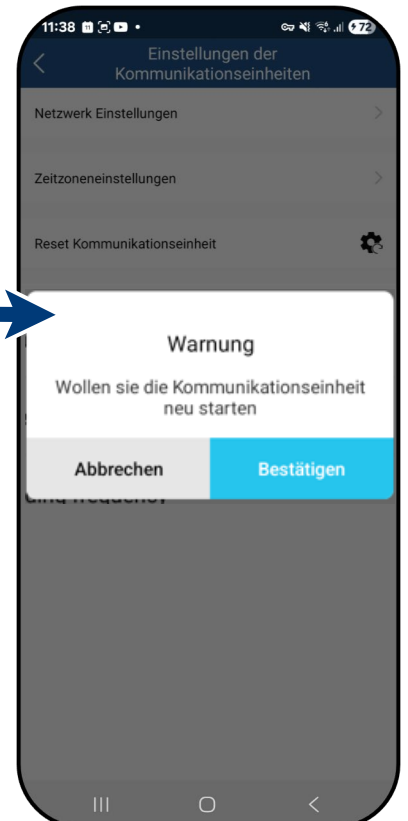 11:38
72
Einstellungen der
Kommunikationseinheiten
Netzwerk Einstellungen
Zeitzoneneinstellungen
Reset Kommunikationseinheit
Warnung
Wollen sie die Kommunikationseinheit
neu starten
Abbrechen
Bestätigen